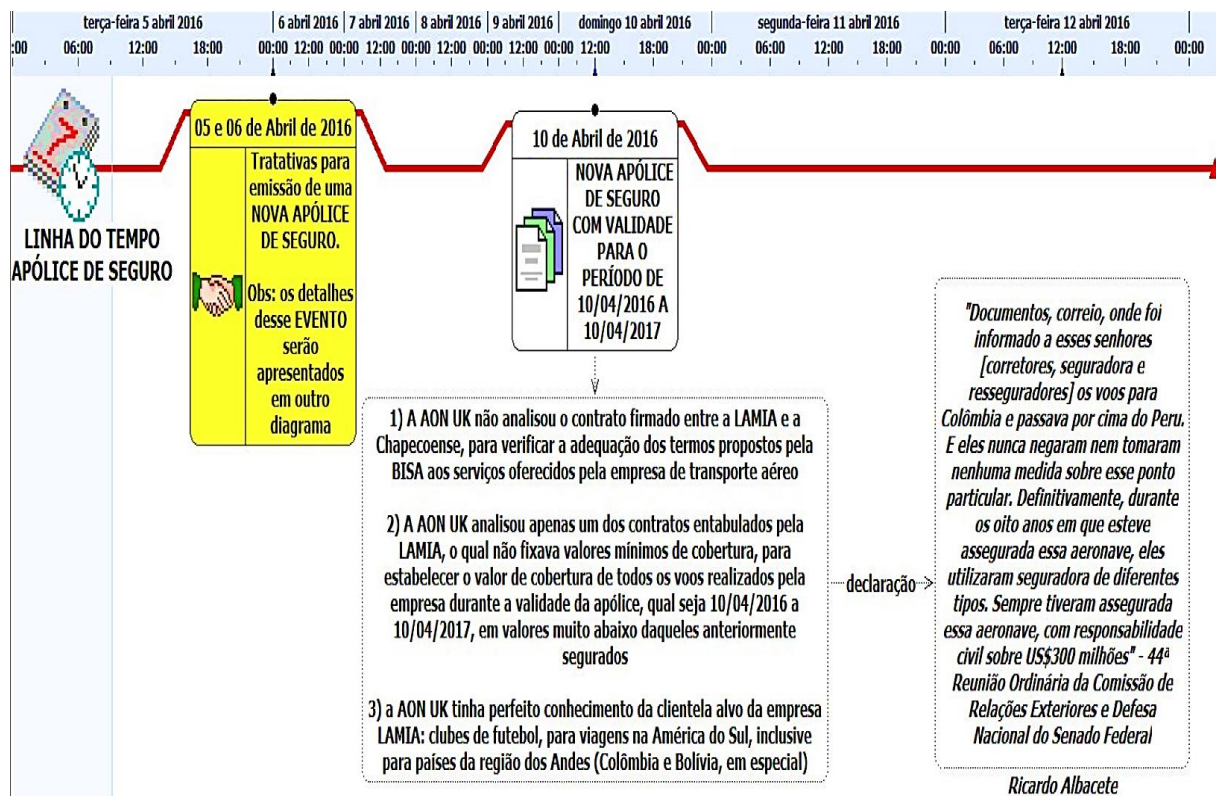 terça-feira 5 abril 2016
6 abril 2016
7 abril 2016
8 abril 2016
9 abril 2016
domingo 10 abril 2016
segunda-feira 11 abril 2016
terça-feira 12 abril 2016
:00 06:00 12:00 18:00 00:00 12:00 00:00 12:00 00:00 12:00 00:00 12:00 00:00 12:00 00:00 06:00 12:00 18:00 00:00 06:00 12:00 18:00 00:00
LINHA DO TEMPO
APÓLICE DE SEGURO
05 e 06 de Abril de 2016
Tratativas para
emissão de uma
NOVA APÓLICE
DE SEGURO.
Obs: os detalhes
desse EVENTO
serão
apresentados
em outro
diagrama
10 de Abril de 2016
NOVA APÓLICE
DE SEGURO
COM VALIDADE
PARA O
PERÍODO DE
10/04/2016 A
10/04/2017
1) A AON UK não analisou o contrato firmado entre a LAMIA e a
Chapecoense, para verificar a adequação dos termos propostos pela
BISA aos serviços oferecidos pela empresa de transporte aéreo
2) A AON UK analisou apenas um dos contratos entabulados pela
LAMIA, o qual não fixava valores mínimos de cobertura, para
estabelecer o valor de cobertura de todos os voos realizados pela
empresa durante a validade da apólice, qual seja 10/04/2016 a
10/04/2017, em valores muito abaixo daqueles anteriormente
segurados
3) a AON UK tinha perfeito conhecimento da clientela alvo da empresa
LAMIA: clubes de futebol, para viagens na América do Sul, inclusive
para países da região dos Andes (Colômbia e Bolívia, em especial)
declaração
"Documentos, correio, onde foi
informado a esses senhores
[corretores, seguradora e
resseguradores] os voos para
Colômbia e passava por cima do Peru.
E eles nunca negaram nem tomaram
nenhuma medida sobre esse ponto
particular. Definitivamente, durante
os oito anos em que esteve
assegurada essa aeronave, eles
utilizaram seguradora de diferentes
tipos. Sempre tiveram assegurada
essa aeronave, com responsabilidade
civil sobre US$300 milhões" - 44ª
Reunião Ordinária da Comissão de
Relações Exteriores e Defesa
Nacional do Senado Federal
Ricardo Albacete